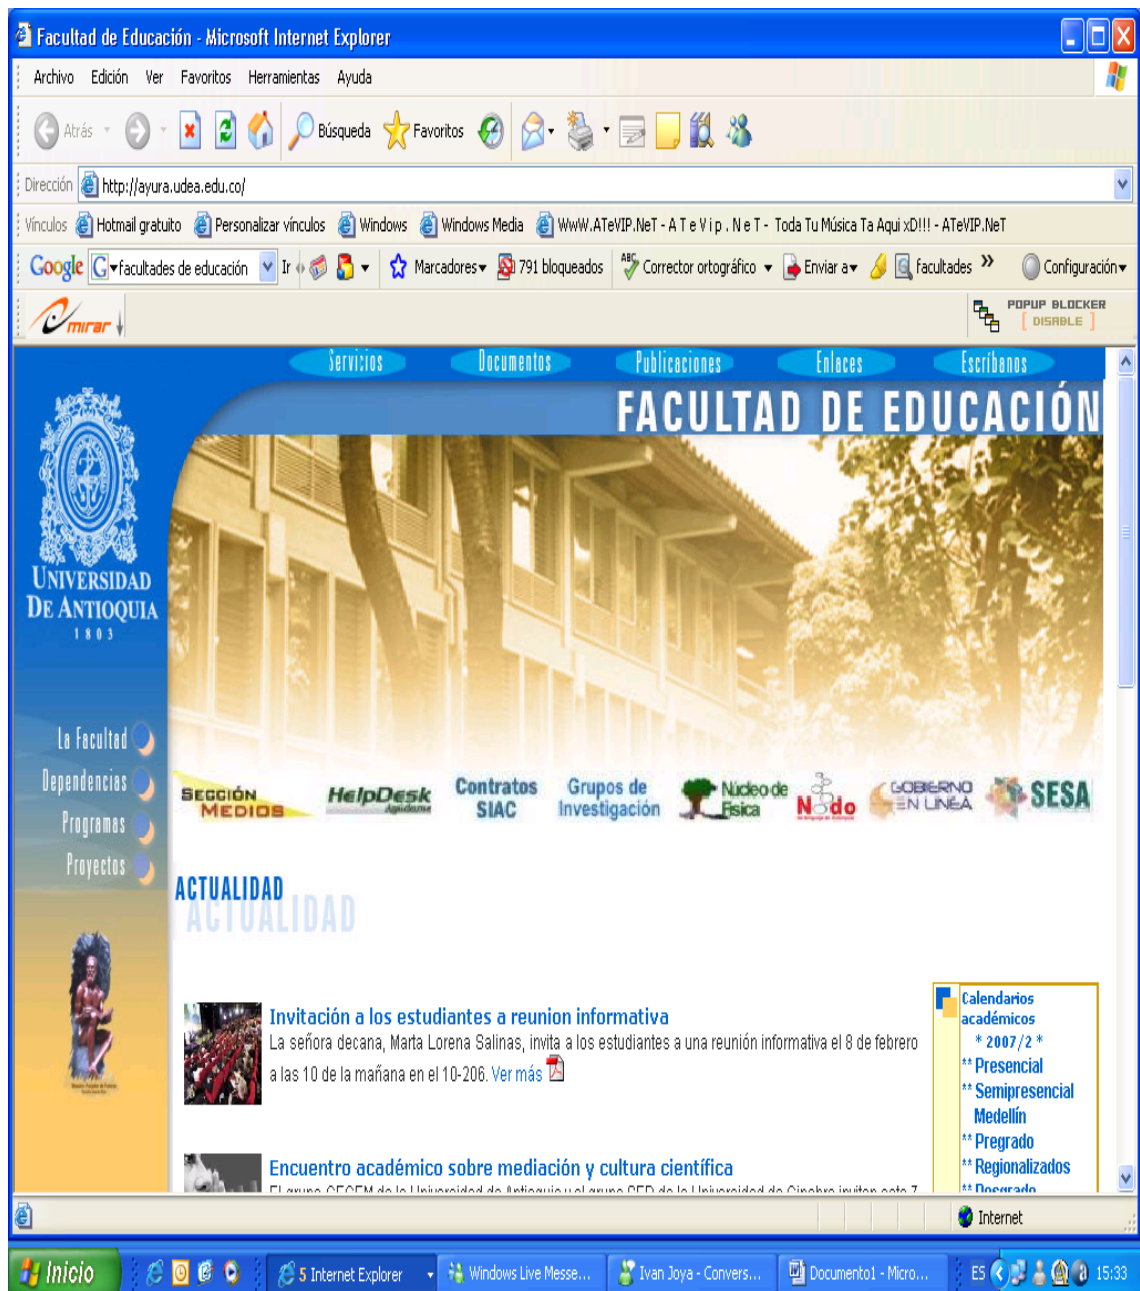 Facultad de Educación - Microsoft Internet Explorer
Archivo Edición Ver Favoritos Herramientas Ayuda
Atrás Búsqueda Favoritos
Dirección http://ayura.udea.edu.co/
Vínculos Hotmail gratuito Personalizar vínculos Windows Windows Media WwW.ATeVIP.NeT - A T e V i p . N e T - Toda Tu Música Ta Aqui xD!!! - ATeVIP.NeT
Google G facultades de educación Ir Marcadores 791 bloqueados ABC Corrector ortográfico Enviar a facultades » Configuración
mirar POPUP BLOCKER
[ DISABLE ]
Servicios Documentos Publicaciones Enlaces Escríbanos
FACULTAD DE EDUCACIÓN
UNIVERSIDAD
DE ANTIOQUIA
1803
La Facultad
Dependencias
Programas
Proyectos
SECCIÓN MEDIOS
HelpDesk
Contratos SIAC
Grupos de Investigación
Núcleo de Física
Nodo
GOBIERNO EN LÍNEA
SESA
ACTUALIDAD
ACTUALIDAD
Invitación a los estudiantes a reunion informativa
La señora decana, Marta Lorena Salinas, invita a los estudiantes a una reunión informativa el 8 de febrero
a las 10 de la mañana en el 10-206. Ver más
Encuentro académico sobre mediación y cultura científica
Calendarios
académicos
* 2007/2 *
** Presencial
** Semipresencial
Medellín
** Pregrado
** Regionalizados
Internet
Inicio 5 Internet Explorer Windows Live Messe... Ivan Joya - Convers... Documento1 - Micro... ES 15:33